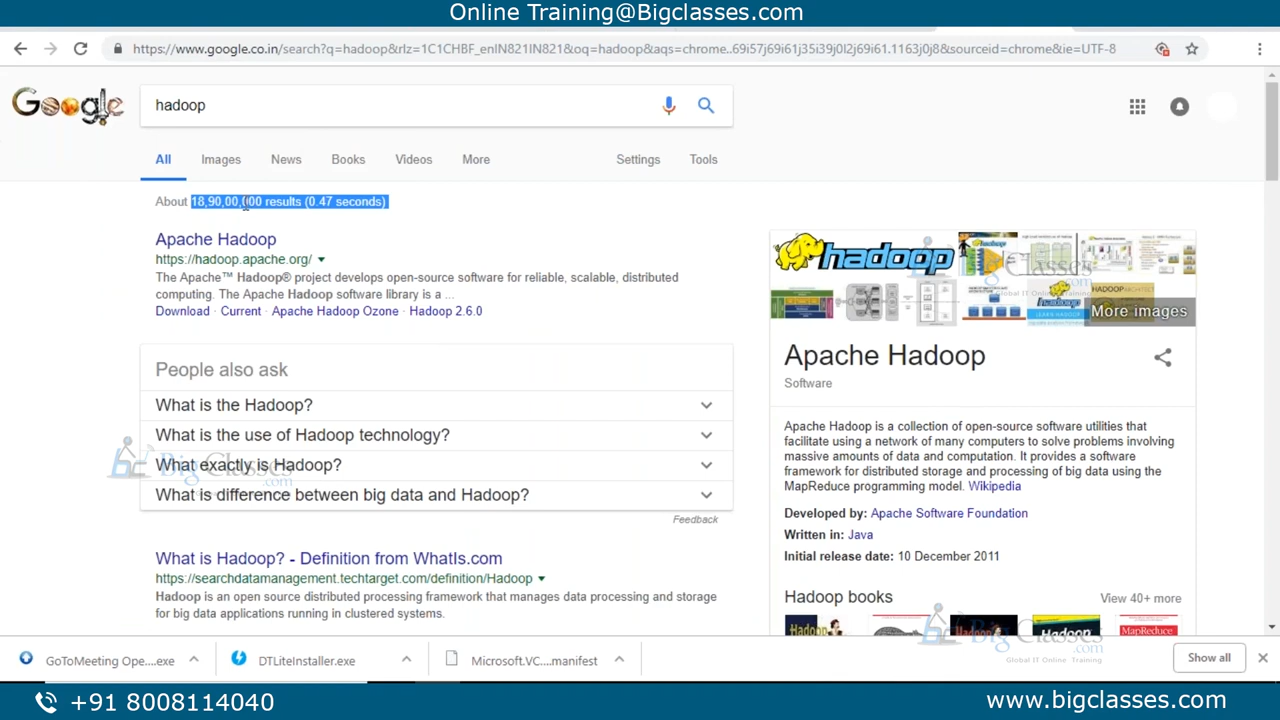 Online Training@Bigclasses.com
https://www.google.co.in/search?q=hadoop&rlz=1C1CHBF_enIN821IN821&oq=hadoop&aqs=chrome..69i57j69i61j35i39j0l2j69i61.1163j0j8&sourceid=chrome&ie=UTF-8
Google
hadoop
All Images News Books Videos More Settings Tools
About 18,90,00,000 results (0.47 seconds)
Apache Hadoop
https://hadoop.apache.org/
The Apache™ Hadoop® project develops open-source software for reliable, scalable, distributed
computing. The Apache Hadoop software library is a ...
Download · Current · Apache Hadoop Ozone · Hadoop 2.6.0
People also ask
What is the Hadoop?
What is the use of Hadoop technology?
What exactly is Hadoop?
What is difference between big data and Hadoop?
Feedback
What is Hadoop? - Definition from WhatIs.com
https://searchdatamanagement.techtarget.com/definition/Hadoop
Hadoop is an open source distributed processing framework that manages data processing and storage
for big data applications running in clustered systems.
hadoop
More images
Apache Hadoop
Software
Apache Hadoop is a collection of open-source software utilities that
facilitate using a network of many computers to solve problems involving
massive amounts of data and computation. It provides a software
framework for distributed storage and processing of big data using the
MapReduce programming model. Wikipedia
Developed by: Apache Software Foundation
Written in: Java
Initial release date: 10 December 2011
Hadoop books View 40+ more
Hadoop Hadoop Hadoop MapReduce
BigClasses.com
Global IT Online Training
GoToMeeting Ope....exe DTLiteInstaller.exe Microsoft.VC....manifest Show all
+91 8008114040 www.bigclasses.com